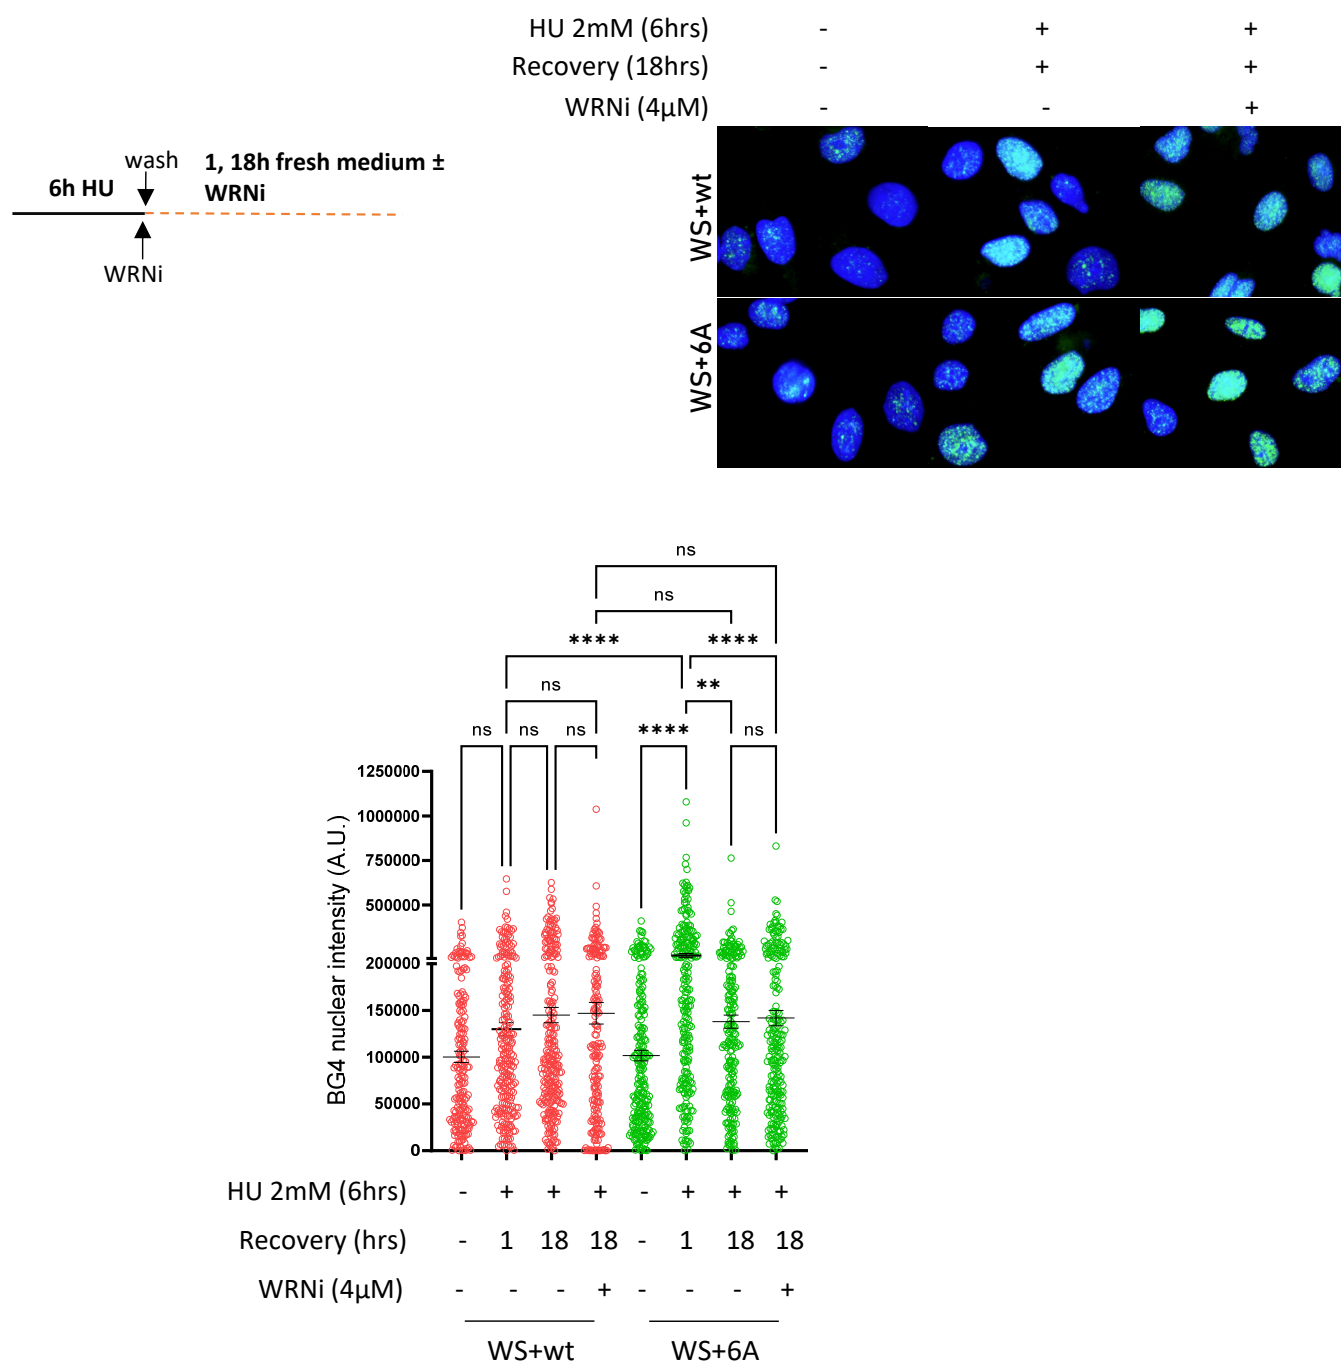 HU 2mM (6hrs) - + +
Recovery (18hrs) - + +
WRNi (4µM) - - +
wash
1, 18h fresh medium ±
WRNi
6h HU
WRNi
WS+wt
WS+6A
ns
ns
**** ****
ns **
ns ns ns **** ns
BG4 nuclear intensity (A.U.)
1250000
1000000
750000
500000
200000
150000
100000
50000
0
HU 2mM (6hrs) - + + + - + + +
Recovery (hrs) - 1 18 18 - 1 18 18
WRNi (4µM) - - - + - - - +
WS+wt WS+6A